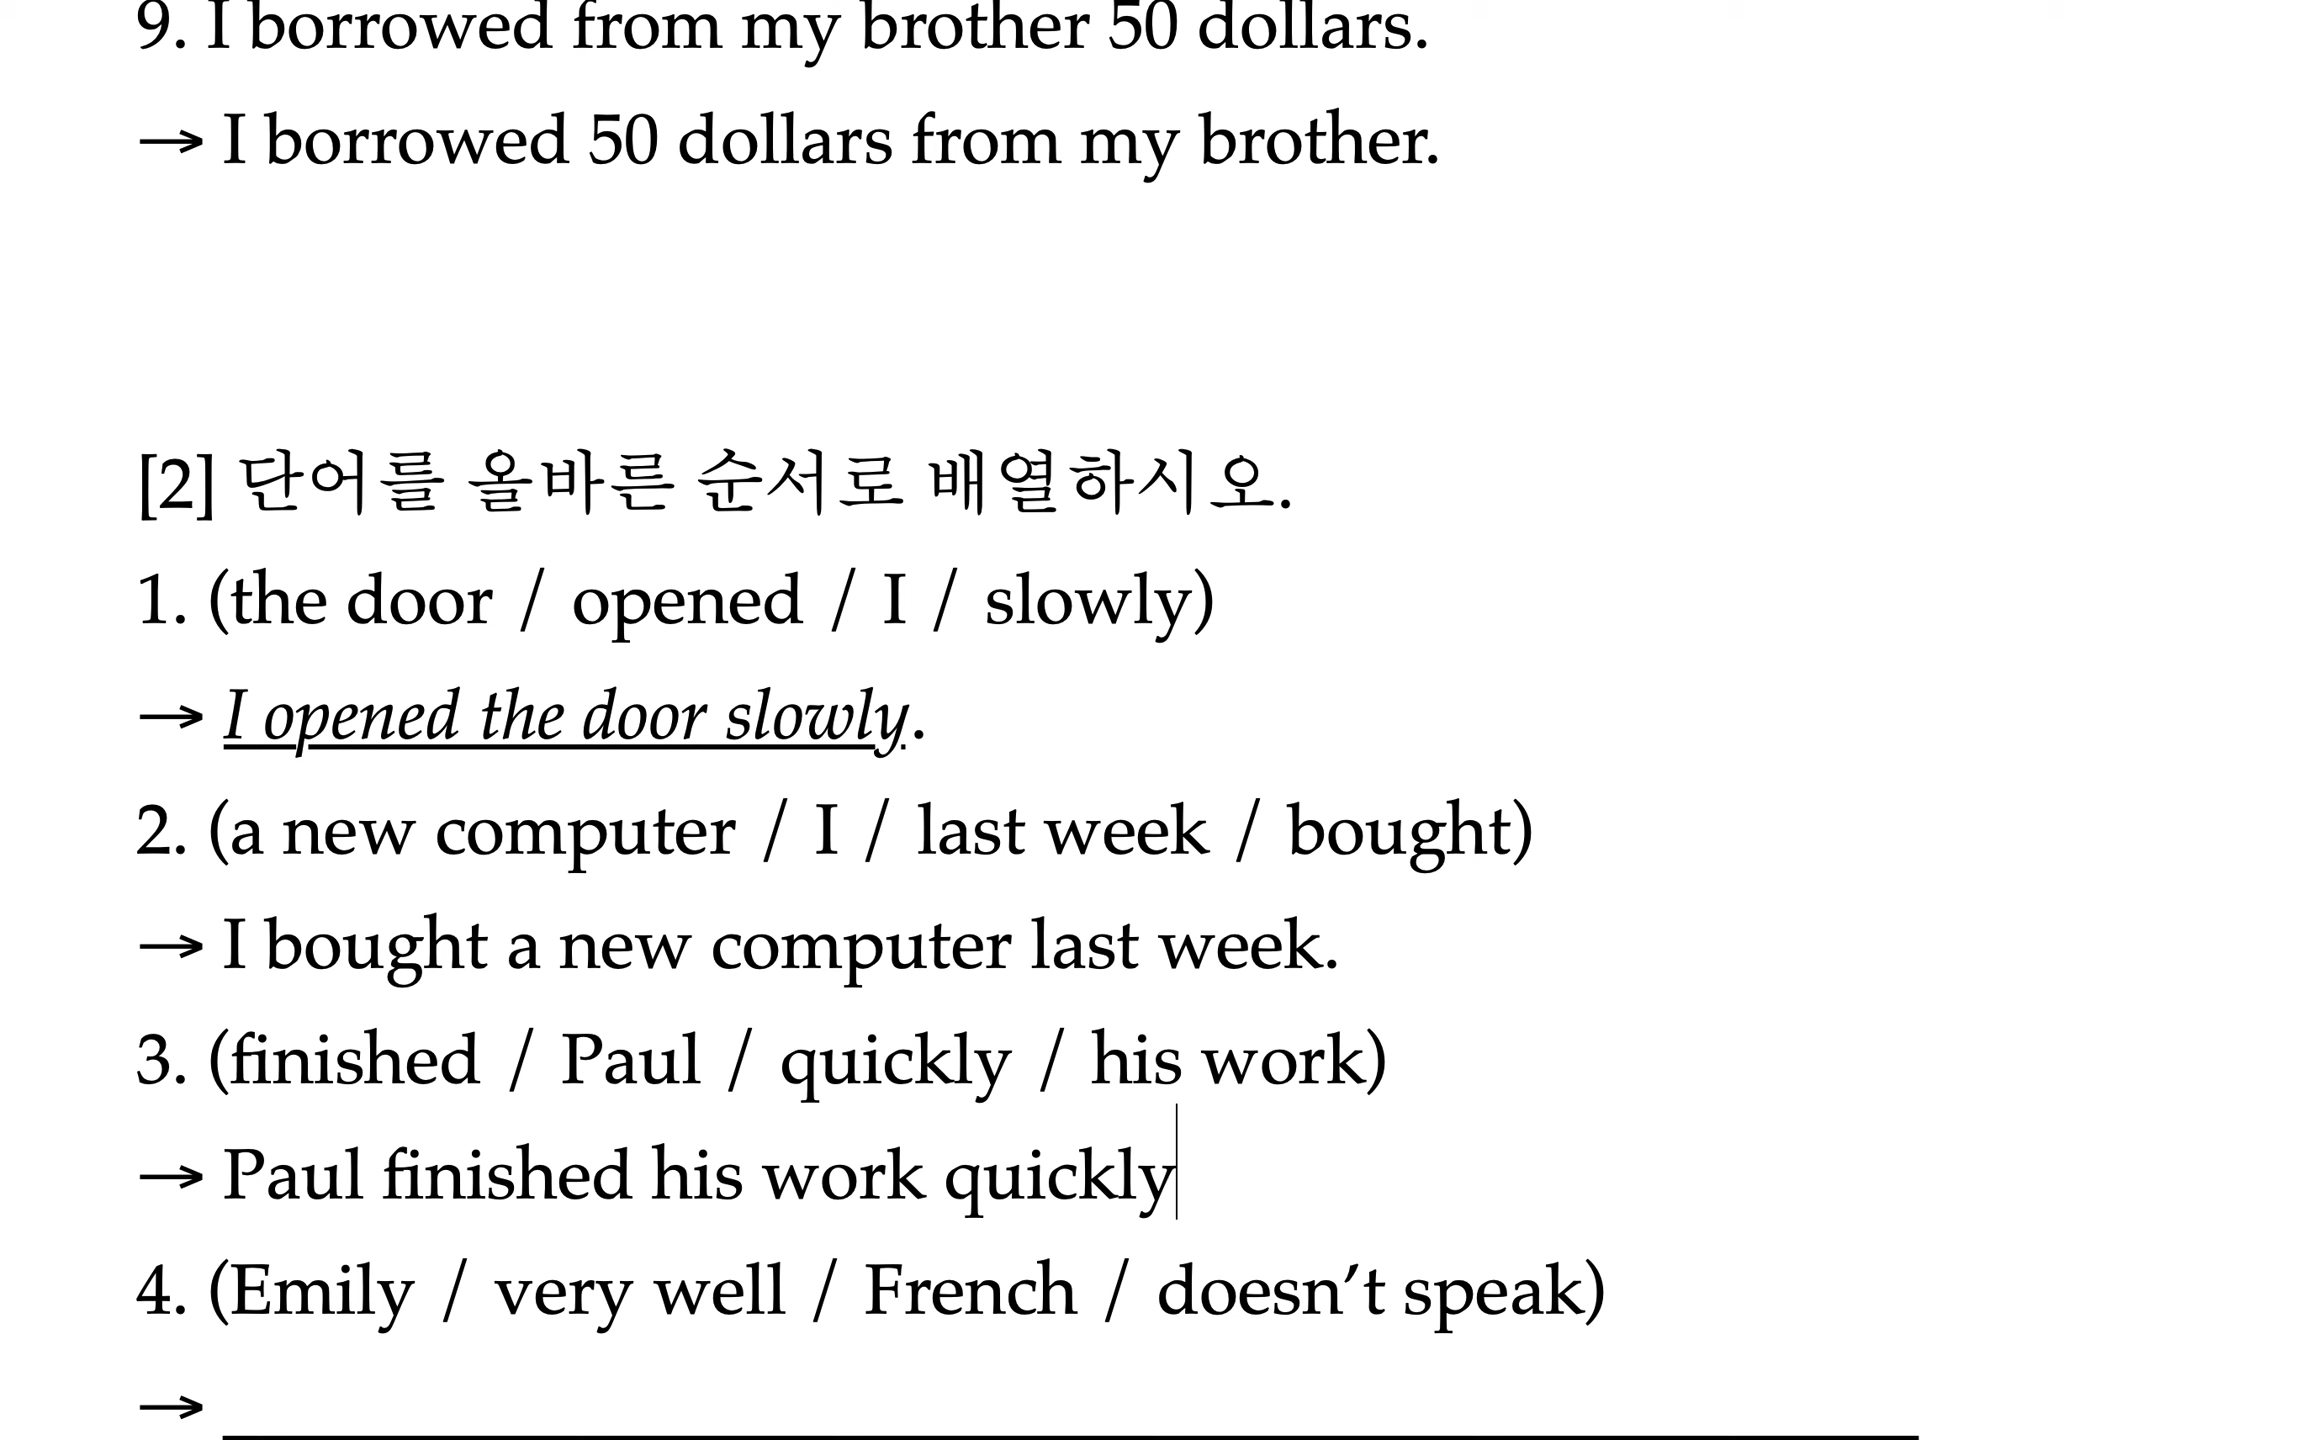 9. I borrowed from my brother 50 dollars.
→ I borrowed 50 dollars from my brother.
[2] 단어를 올바른 순서로 배열하시오.
1. (the door / opened / I / slowly)
→ I opened the door slowly.
2. (a new computer / I / last week / bought)
→ I bought a new computer last week.
3. (finished / Paul / quickly / his work)
→ Paul finished his work quickly
4. (Emily / very well / French / doesn’t speak)
→